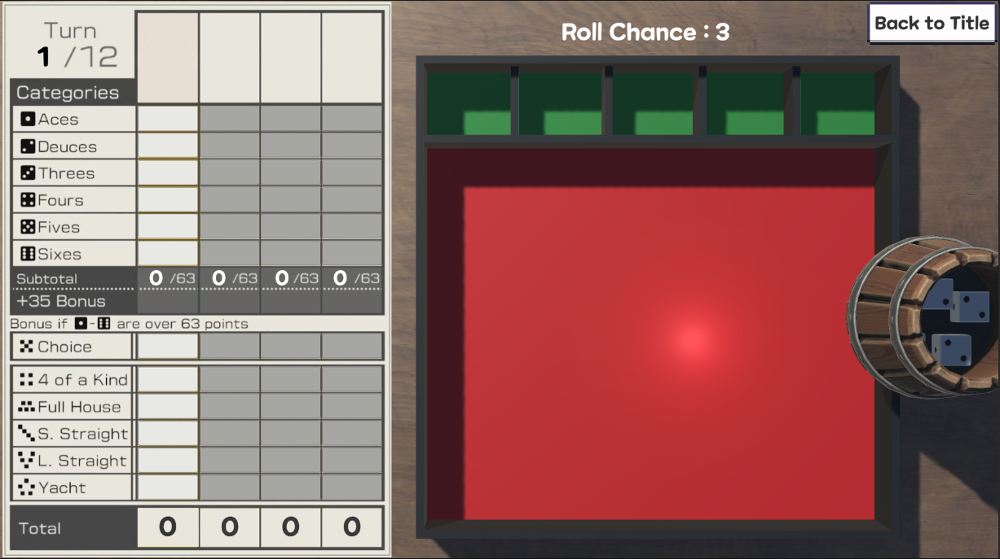 Turn
1 /12
Categories
Aces
Deuces
Threes
Fours
Fives
Sixes
Subtotal 0 /63 0 /63 0 /63 0 /63
+35 Bonus
Bonus if - are over 63 points
Choice
4 of a Kind
Full House
S. Straight
L. Straight
Yacht
Total 0 0 0 0
Roll Chance : 3
Back to Title